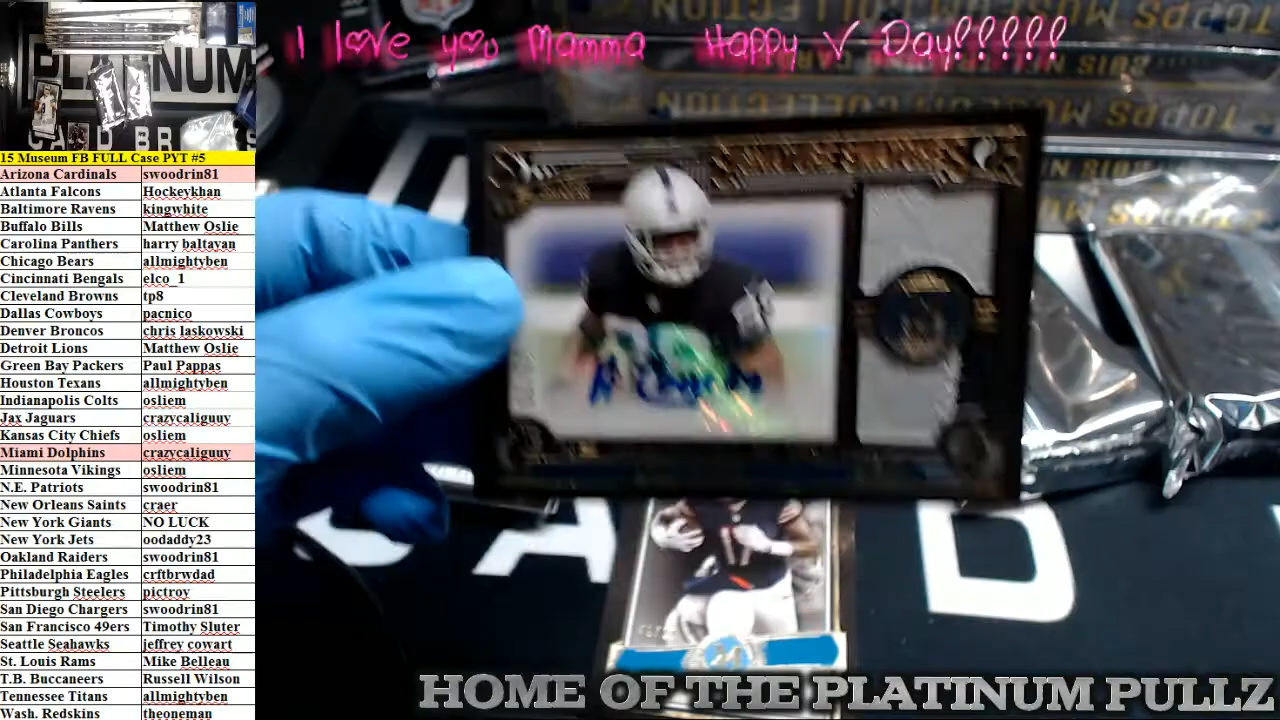 I love you Mamma Happy V Day!!!!!
PLATINUM
CA D BR
15 Museum FB FULL Case PYT #5
Arizona Cardinals swoodrin81
Atlanta Falcons Hockeykhan
Baltimore Ravens kingwhite
Buffalo Bills Matthew Oslie
Carolina Panthers harry baltayan
Chicago Bears allmightyben
Cincinnati Bengals elco_1
Cleveland Browns tp8
Dallas Cowboys pacnico
Denver Broncos chris laskowski
Detroit Lions Matthew Oslie
Green Bay Packers Paul Pappas
Houston Texans allmightyben
Indianapolis Colts osliem
Jax Jaguars crazycaliguuy
Kansas City Chiefs osliem
Miami Dolphins crazycaliguuy
Minnesota Vikings osliem
N.E. Patriots swoodrin81
New Orleans Saints craer
New York Giants NO LUCK
New York Jets oodaddy23
Oakland Raiders swoodrin81
Philadelphia Eagles crftbrwdad
Pittsburgh Steelers pictroy
San Diego Chargers swoodrin81
San Francisco 49ers Timothy Sluter
Seattle Seahawks jeffrey cowart
St. Louis Rams Mike Belleau
T.B. Buccaneers Russell Wilson
Tennessee Titans allmightyben
Wash. Redskins theoneman
A D
17
HOME OF THE PLATINUM PULLZ